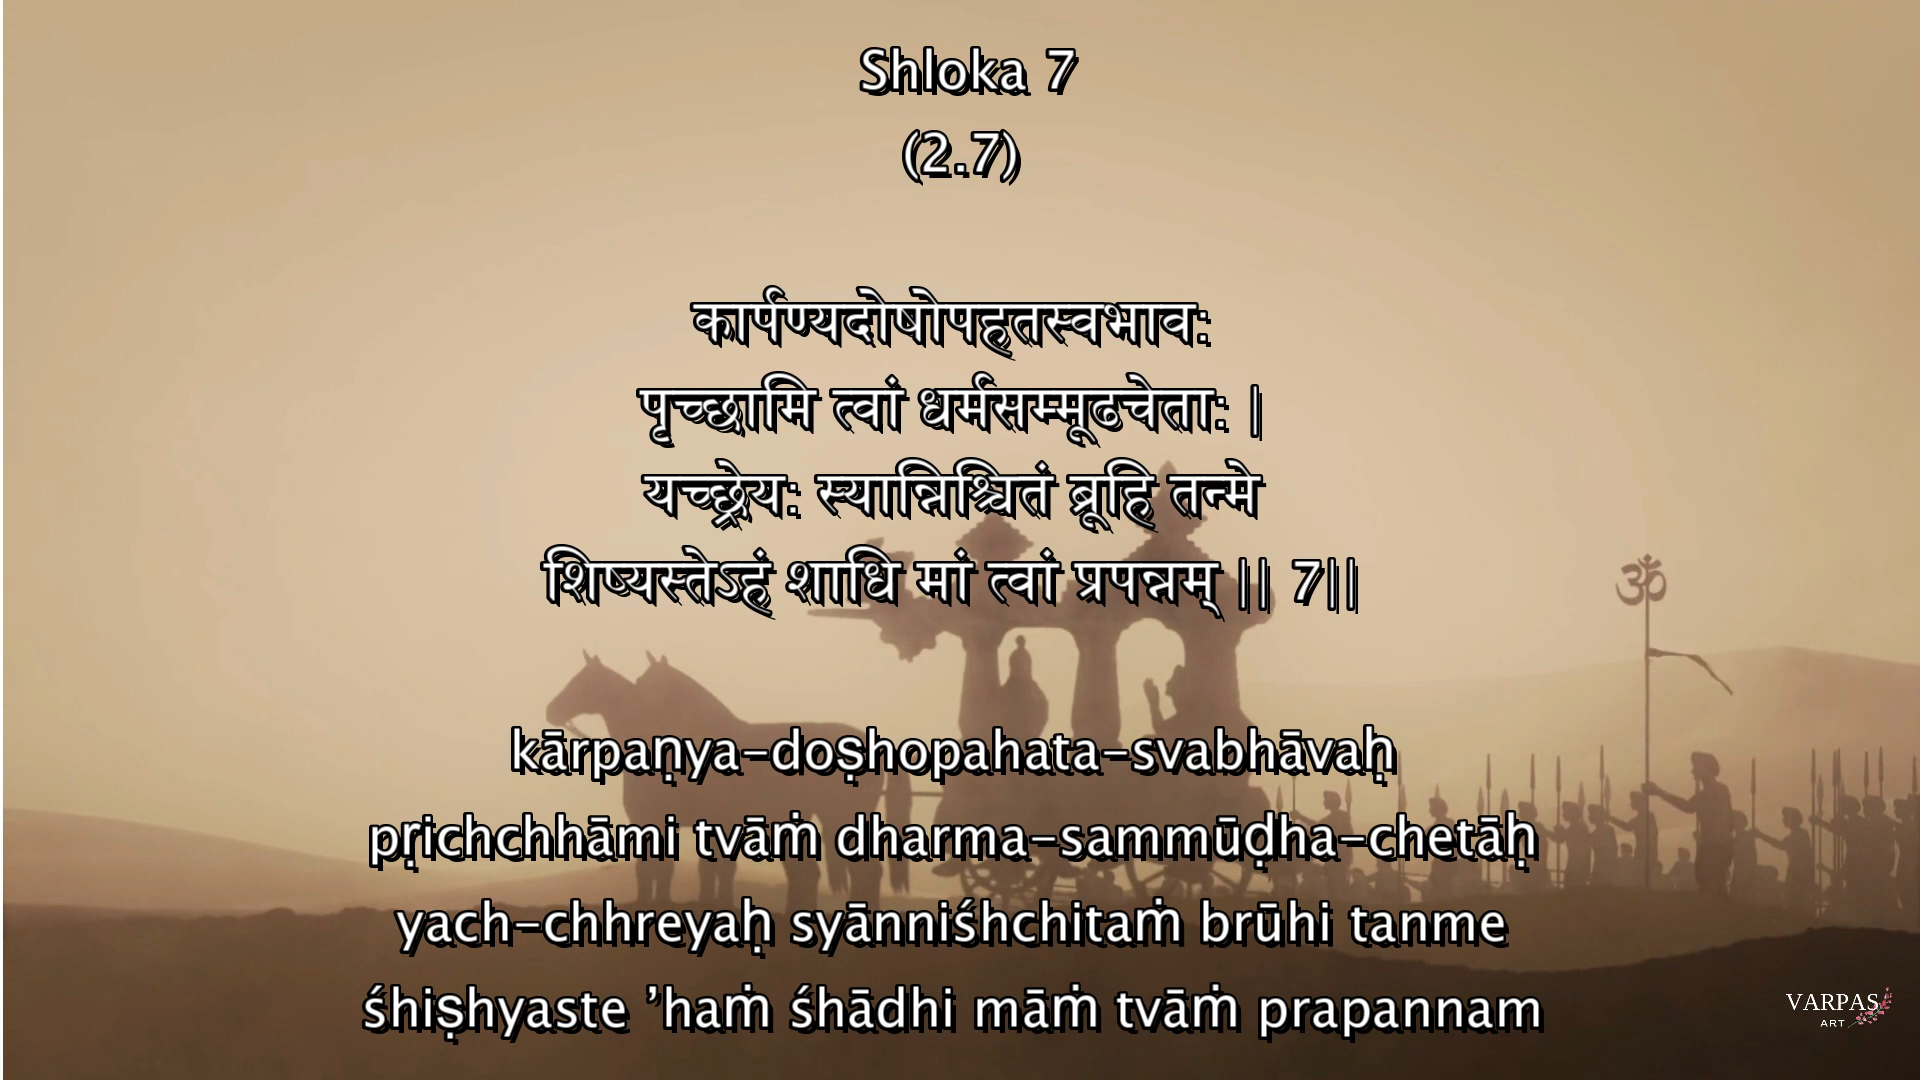 Shloka 7
(2.7)
कार्पण्यदोषोपहतस्वभाव:
पृच्छामि त्वां धर्मसम्मूढचेता: |
यच्छ्रेय: स्यान्निश्चितं ब्रूहि तन्मे
शिष्यस्तेऽहं शाधि मां त्वां प्रपन्नम् || 7||
ॐ
kārpaṇya-doṣhopahata-svabhāvaḥ
pṛichchhāmi tvāṁ dharma-sammūḍha-chetāḥ
yach-chhreyaḥ syānniśhchitaṁ brūhi tanme
śhiṣhyaste ’haṁ śhādhi māṁ tvāṁ prapannam
VARPAS
ART